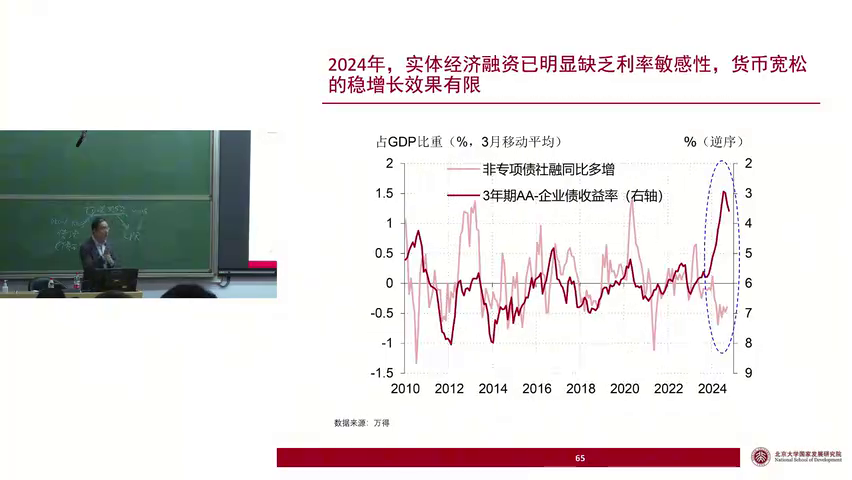 2024年，实体经济融资已明显缺乏利率敏感性，货币宽松
的稳增长效果有限
占GDP比重（%，3月移动平均）
%（逆序）
非专项债社融同比多增
3年期AA-企业债收益率（右轴）
2
1.5
1
0.5
0
-0.5
-1
-1.5
2
3
4
5
6
7
8
9
2010 2012 2014 2016 2018 2020 2022 2024
数据来源：万得
65
北京大学国家发展研究院
National School of Development